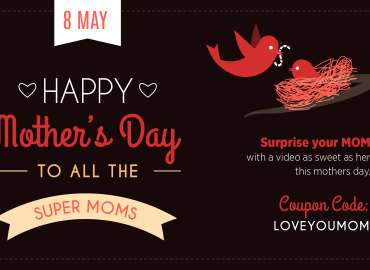 8 MAY
HAPPY
Mother's Day
TO ALL THE
SUPER MOMS
Surprise your MOM
with a video as sweet as her
this mothers day.
Coupon Code:
LOVEYOUMOM